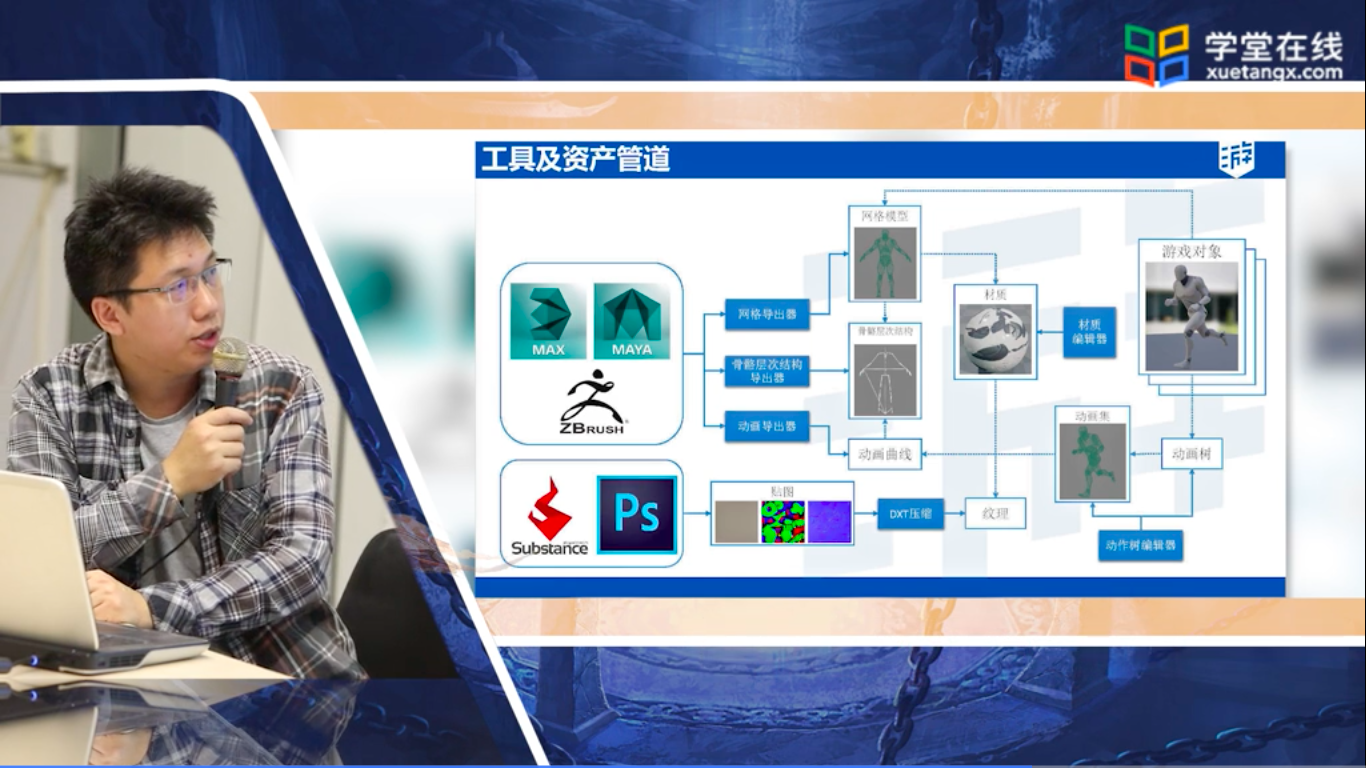 学堂在线
xuetangx.com
工具及资产管道
游
MAX
MAYA
ZBRUSH
网格导出器
骨骼层次结构
导出器
动画导出器
网格模型
骨骼层次结构
动画曲线
材质
材质
编辑器
游戏对象
动画集
动画树
动作树编辑器
Substance
Ps
贴图
DXT压缩
纹理